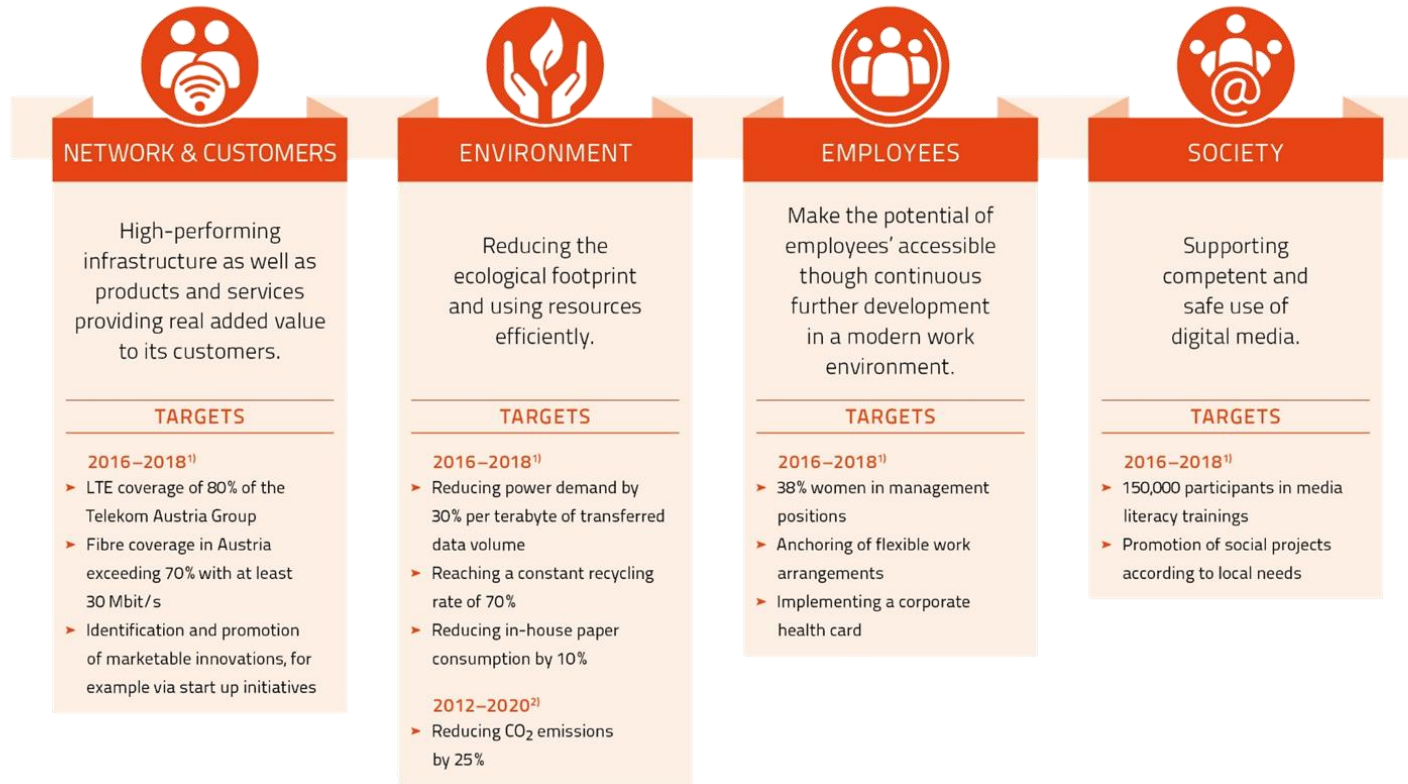 NETWORK & CUSTOMERS
High-performing
infrastructure as well as
products and services
providing real added value
to its customers.
TARGETS
2016–2018¹⁾
➤ LTE coverage of 80% of the
Telekom Austria Group
➤ Fibre coverage in Austria
exceeding 70% with at least
30 Mbit/s
➤ Identification and promotion
of marketable innovations, for
example via start up initiatives
ENVIRONMENT
Reducing the
ecological footprint
and using resources
efficiently.
TARGETS
2016–2018¹⁾
➤ Reducing power demand by
30% per terabyte of transferred
data volume
➤ Reaching a constant recycling
rate of 70%
➤ Reducing in-house paper
consumption by 10%
2012–2020²⁾
➤ Reducing CO₂ emissions
by 25%
EMPLOYEES
Make the potential of
employees’ accessible
though continuous
further development
in a modern work
environment.
TARGETS
2016–2018¹⁾
➤ 38% women in management
positions
➤ Anchoring of flexible work
arrangements
➤ Implementing a corporate
health card
@
SOCIETY
Supporting
competent and
safe use of
digital media.
TARGETS
2016–2018¹⁾
➤ 150,000 participants in media
literacy trainings
➤ Promotion of social projects
according to local needs